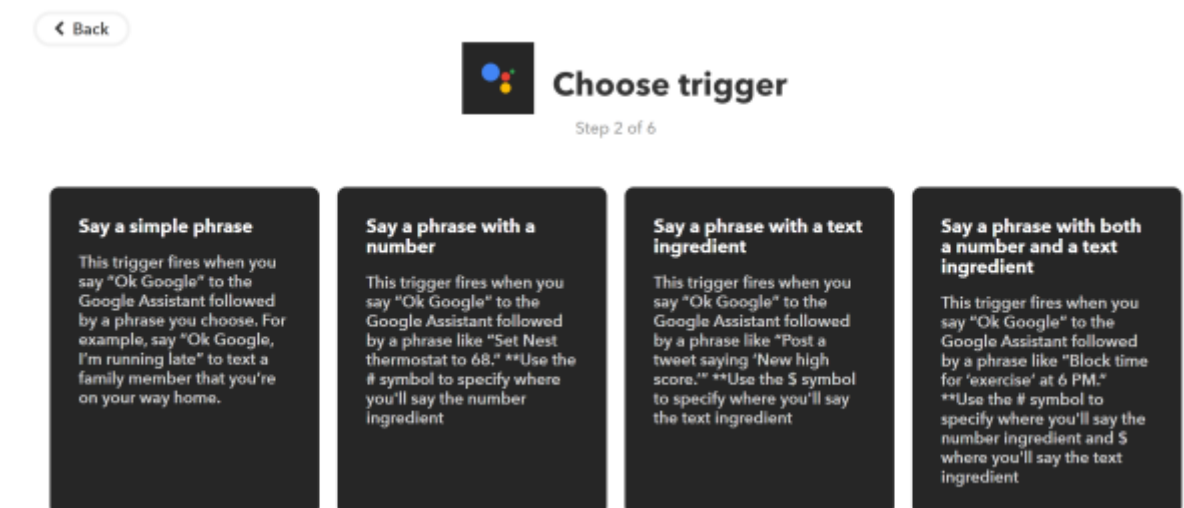 Back
Choose trigger
Step 2 of 6
Say a simple phrase
This trigger fires when you
say “Ok Google” to the
Google Assistant followed
by a phrase you choose. For
example, say “Ok Google,
I’m running late” to text a
family member that you’re
on your way home.
Say a phrase with a
number
This trigger fires when you
say “Ok Google” to the
Google Assistant followed
by a phrase like “Set Nest
thermostat to 68.” **Use the
# symbol to specify where
you'll say the number
ingredient
Say a phrase with a text
ingredient
This trigger fires when you
say “Ok Google” to the
Google Assistant followed
by a phrase like “Post a
tweet saying ‘New high
score.’” **Use the $ symbol
to specify where you'll say
the text ingredient
Say a phrase with both
a number and a text
ingredient
This trigger fires when you
say “Ok Google” to the
Google Assistant followed
by a phrase like “Block time
for ‘exercise’ at 6 PM.”
**Use the # symbol to
specify where you'll say the
number ingredient and $
where you'll say the text
ingredient